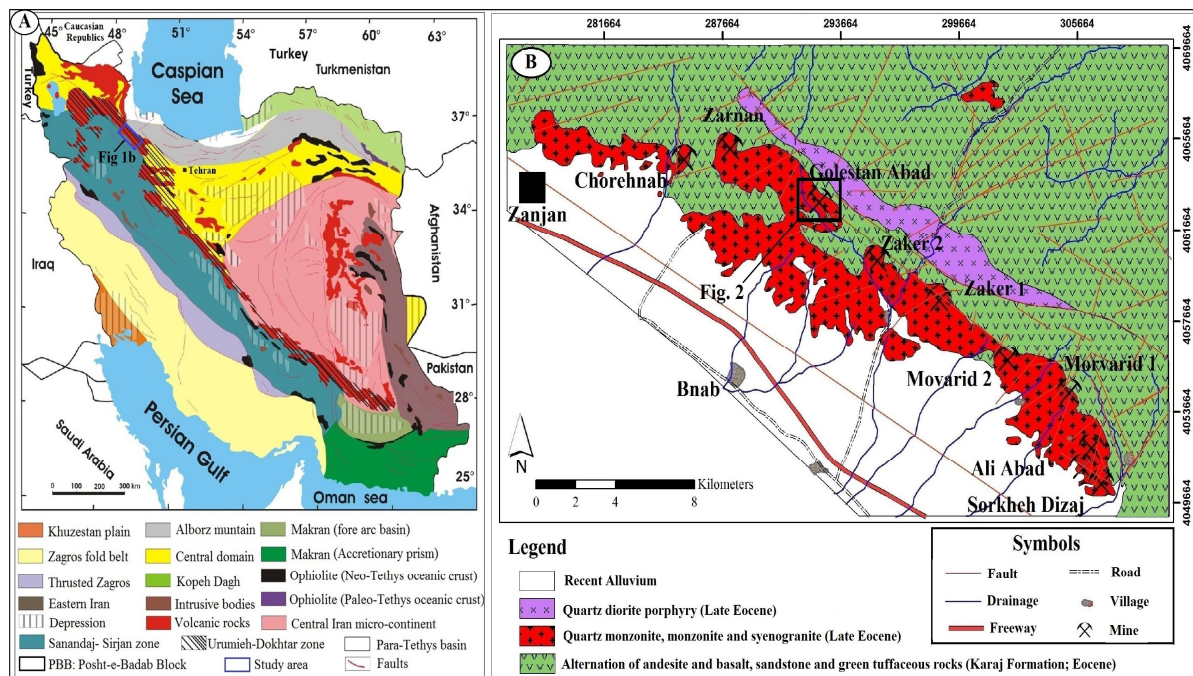 A
45°
Caucasian
Republics
51°
57°
60°
63°
Turkey
Turkmenistan
Caspian
Sea
Turkey
37°
Fig 1b
Tehran
34°
Afghanistan
Iraq
31°
Pakistan
28°
Persian Gulf
Saudi Arabia
25°
0 100 200 300 km
Oman sea
Khuzestan plain
Alborz muntain
Makran (fore arc basin)
Zagros fold belt
Central domain
Makran (Accretionary prism)
Thrusted Zagros
Kopeh Dagh
Ophiolite (Neo-Tethys oceanic crust)
Eastern Iran
Intrusive bodies
Ophiolite (Paleo-Tethys oceanic crust)
Depression
Volcanic rocks
Central Iran micro-continent
Sanandaj- Sirjan zone
Urumieh-Dokhtar zone
Para-Tethys basin
PBB: Posht-e-Badab Block
Study area
Faults
281664
287664
293664
299664
305664
B
4069664
4065664
4061664
4057664
4053664
4049664
Zarnan
Chorehnab
Golestan Abad
Zanjan
Zaker 2
Fig. 2
Zaker 1
Bnab
Movarid 2
Morvarid 1
N
Ali Abad
Sorkheh Dizaj
Kilometers
0 2 4 8
Legend
Recent Alluvium
Quartz diorite porphyry (Late Eocene)
Quartz monzonite, monzonite and syenogranite (Late Eocene)
Alternation of andesite and basalt, sandstone and green tuffaceous rocks (Karaj Formation; Eocene)
Symbols
Fault
Road
Drainage
Village
Freeway
Mine